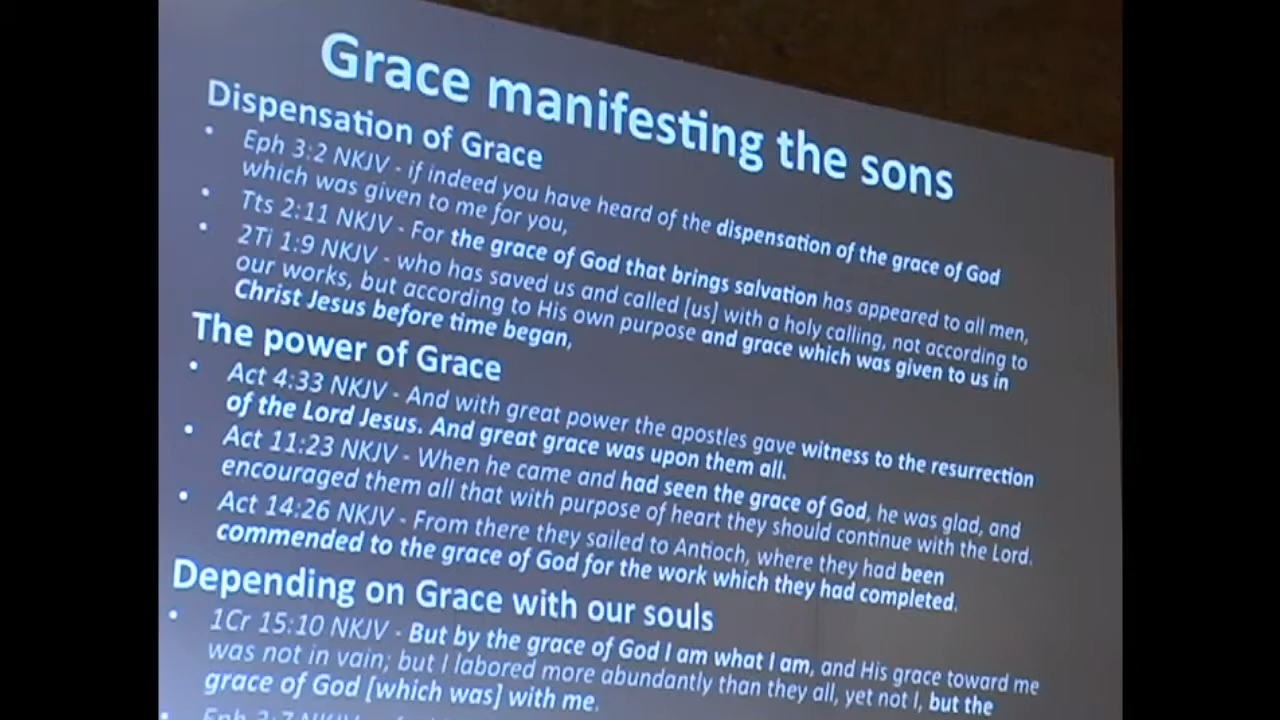 Grace manifesting the sons
Dispensation of Grace
• Eph 3:2 NKJV - if indeed you have heard of the dispensation of the grace of God
which was given to me for you,
• Tts 2:11 NKJV - For the grace of God that brings salvation has appeared to all men,
• 2Ti 1:9 NKJV - who has saved us and called [us] with a holy calling, not according to
our works, but according to His own purpose and grace which was given to us in
Christ Jesus before time began,
The power of Grace
• Act 4:33 NKJV - And with great power the apostles gave witness to the resurrection
of the Lord Jesus. And great grace was upon them all.
• Act 11:23 NKJV - When he came and had seen the grace of God, he was glad, and
encouraged them all that with purpose of heart they should continue with the Lord.
• Act 14:26 NKJV - From there they sailed to Antioch, where they had been
commended to the grace of God for the work which they had completed.
Depending on Grace with our souls
• 1Cr 15:10 NKJV - But by the grace of God I am what I am, and His grace toward me
was not in vain; but I labored more abundantly than they all, yet not I, but the
grace of God [which was] with me.
• Eph 3:7 NKJV